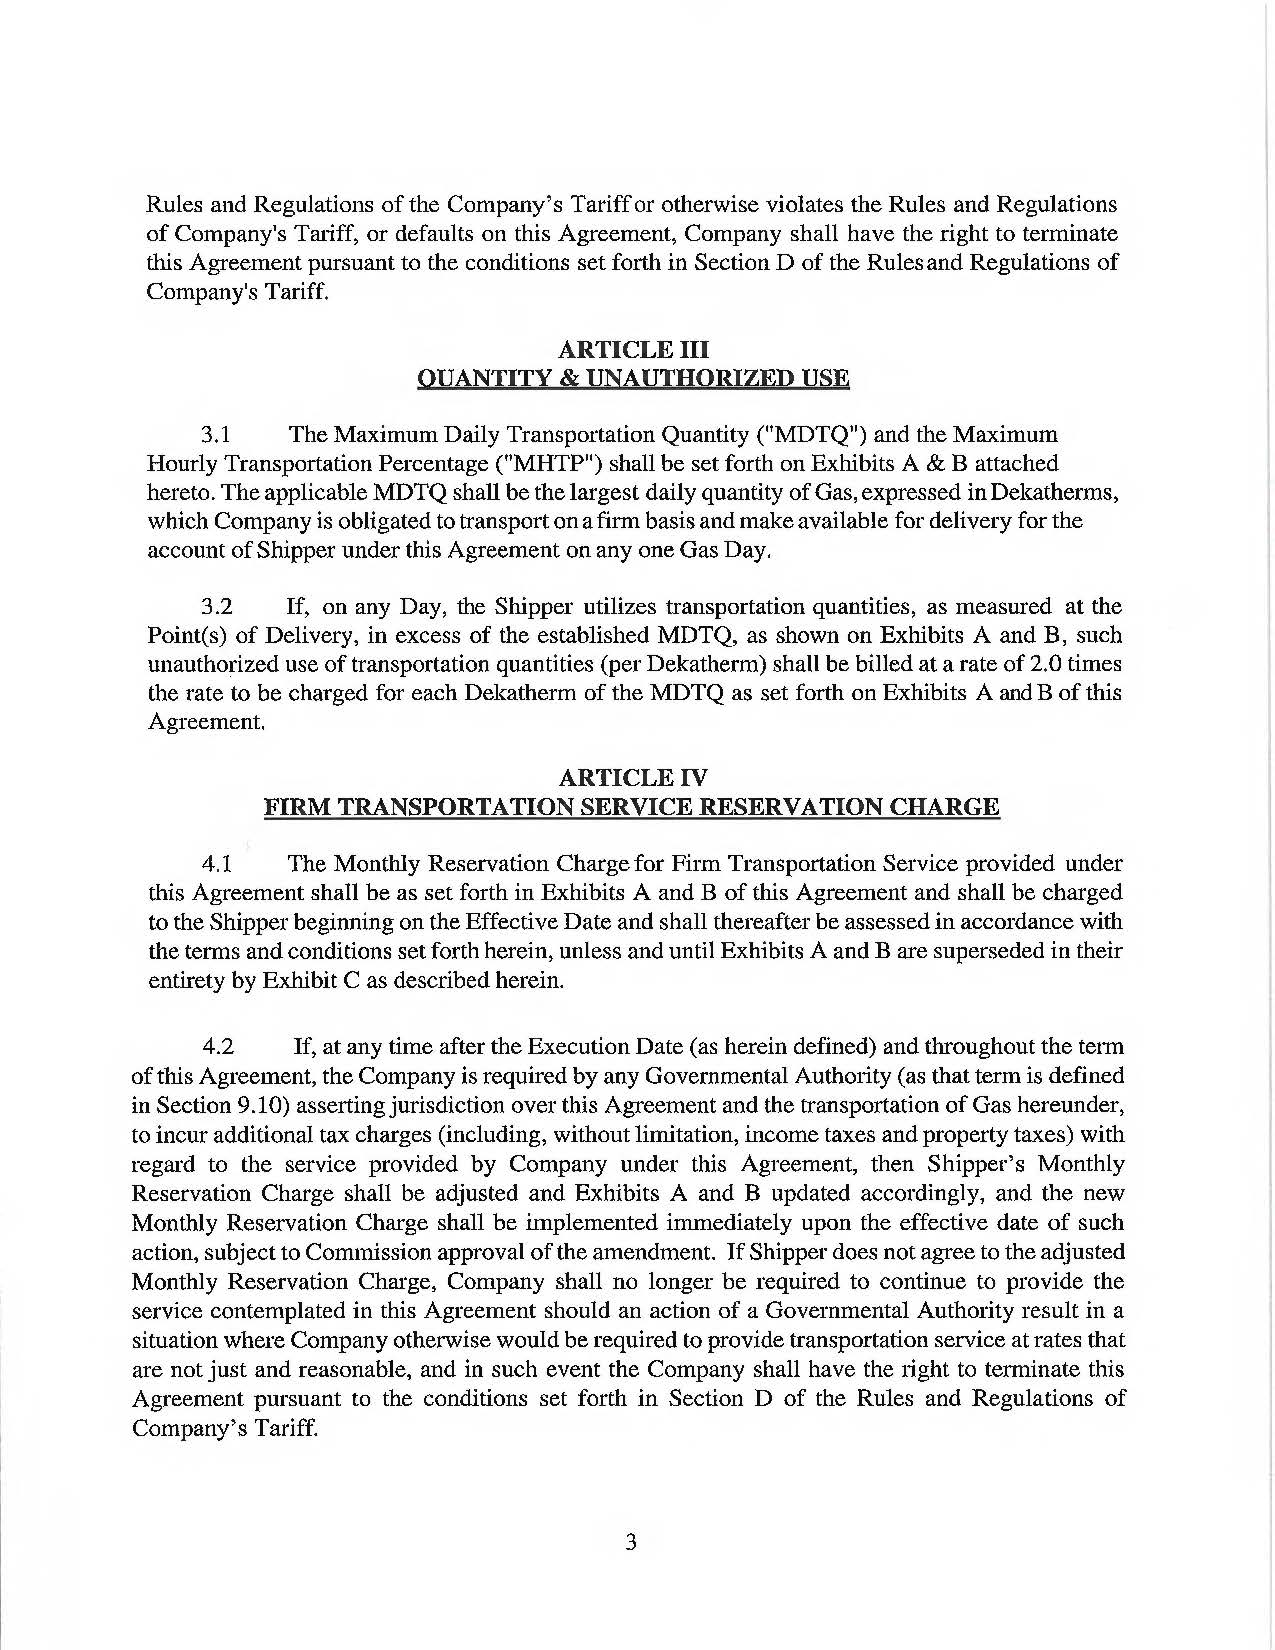 Rules and Regulations of the Company’s Tariff or otherwise violates the Rules and Regulations
of Company's Tariff, or defaults on this Agreement, Company shall have the right to terminate
this Agreement pursuant to the conditions set forth in Section D of the Rules and Regulations of
Company's Tariff.
ARTICLE III
QUANTITY & UNAUTHORIZED USE
3.1 The Maximum Daily Transportation Quantity ("MDTQ") and the Maximum
Hourly Transportation Percentage ("MHTP") shall be set forth on Exhibits A & B attached
hereto. The applicable MDTQ shall be the largest daily quantity of Gas, expressed in Dekatherms,
which Company is obligated to transport on a firm basis and make available for delivery for the
account of Shipper under this Agreement on any one Gas Day.
3.2 If, on any Day, the Shipper utilizes transportation quantities, as measured at the
Point(s) of Delivery, in excess of the established MDTQ, as shown on Exhibits A and B, such
unauthorized use of transportation quantities (per Dekatherm) shall be billed at a rate of 2.0 times
the rate to be charged for each Dekatherm of the MDTQ as set forth on Exhibits A and B of this
Agreement.
ARTICLE IV
FIRM TRANSPORTATION SERVICE RESERVATION CHARGE
4.1 The Monthly Reservation Charge for Firm Transportation Service provided under
this Agreement shall be as set forth in Exhibits A and B of this Agreement and shall be charged
to the Shipper beginning on the Effective Date and shall thereafter be assessed in accordance with
the terms and conditions set forth herein, unless and until Exhibits A and B are superseded in their
entirety by Exhibit C as described herein.
4.2 If, at any time after the Execution Date (as herein defined) and throughout the term
of this Agreement, the Company is required by any Governmental Authority (as that term is defined
in Section 9.10) asserting jurisdiction over this Agreement and the transportation of Gas hereunder,
to incur additional tax charges (including, without limitation, income taxes and property taxes) with
regard to the service provided by Company under this Agreement, then Shipper’s Monthly
Reservation Charge shall be adjusted and Exhibits A and B updated accordingly, and the new
Monthly Reservation Charge shall be implemented immediately upon the effective date of such
action, subject to Commission approval of the amendment. If Shipper does not agree to the adjusted
Monthly Reservation Charge, Company shall no longer be required to continue to provide the
service contemplated in this Agreement should an action of a Governmental Authority result in a
situation where Company otherwise would be required to provide transportation service at rates that
are not just and reasonable, and in such event the Company shall have the right to terminate this
Agreement pursuant to the conditions set forth in Section D of the Rules and Regulations of
Company’s Tariff.
3